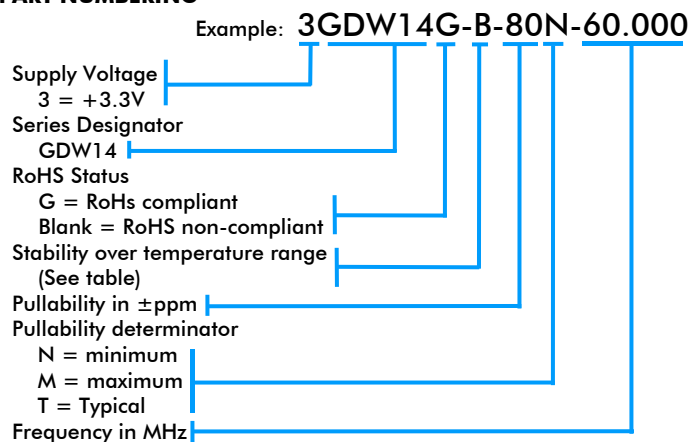 PART NUMBERING
Example: 3GDW14G-B-80N-60.000
Supply Voltage
3 = +3.3V
Series Designator
GDW14
RoHS Status
G = RoHs compliant
Blank = RoHS non-compliant
Stability over temperature range
(See table)
Pullability in ±ppm
Pullability determinator
N = minimum
M = maximum
T = Typical
Frequency in MHz